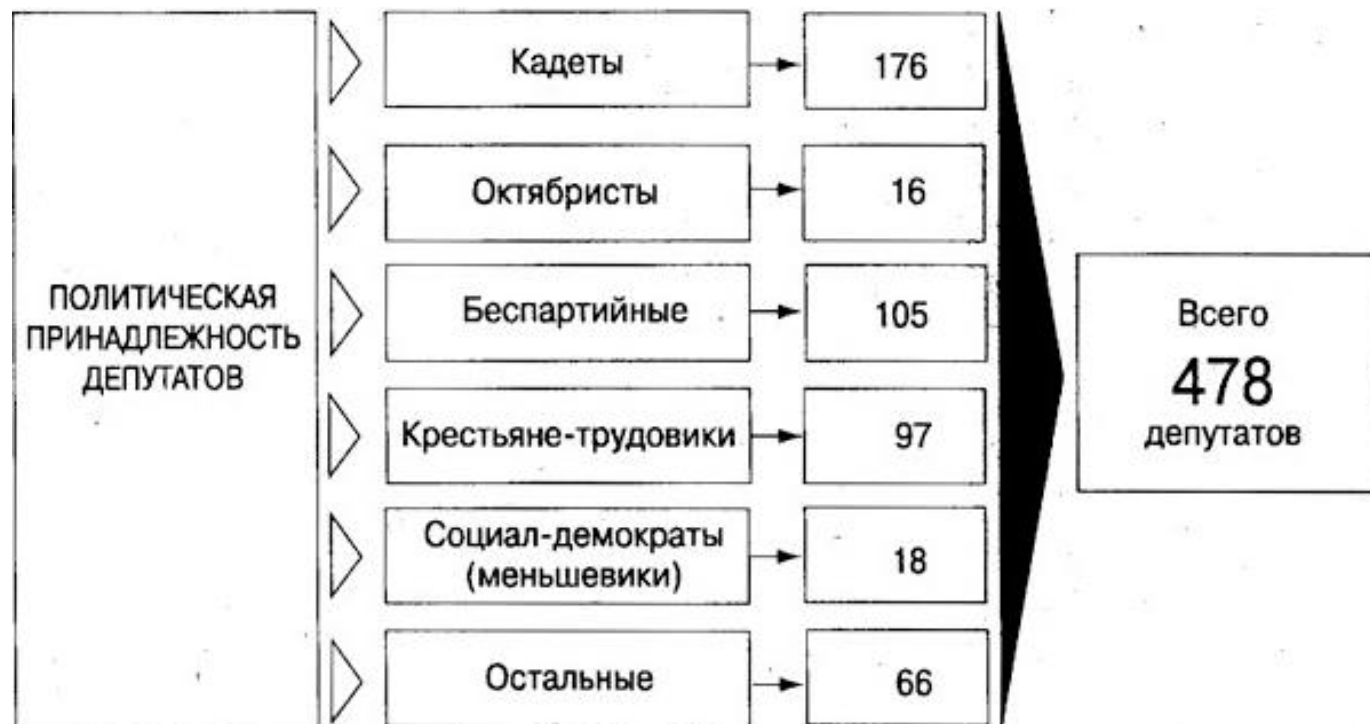 ПОЛИТИЧЕСКАЯ
ПРИНАДЛЕЖНОСТЬ
ДЕПУТАТОВ
Кадеты
176
Октябристы
16
Беспартийные
105
Крестьяне-трудовики
97
Социал-демократы
(меньшевики)
18
Остальные
66
Всего
478
депутатов